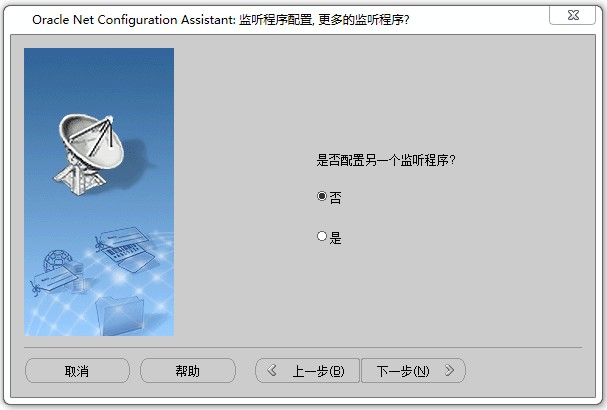 Oracle Net Configuration Assistant: 监听程序配置, 更多的监听程序?
是否配置另一个监听程序?
否
是
取消
帮助
上一步(B)
下一步(N)